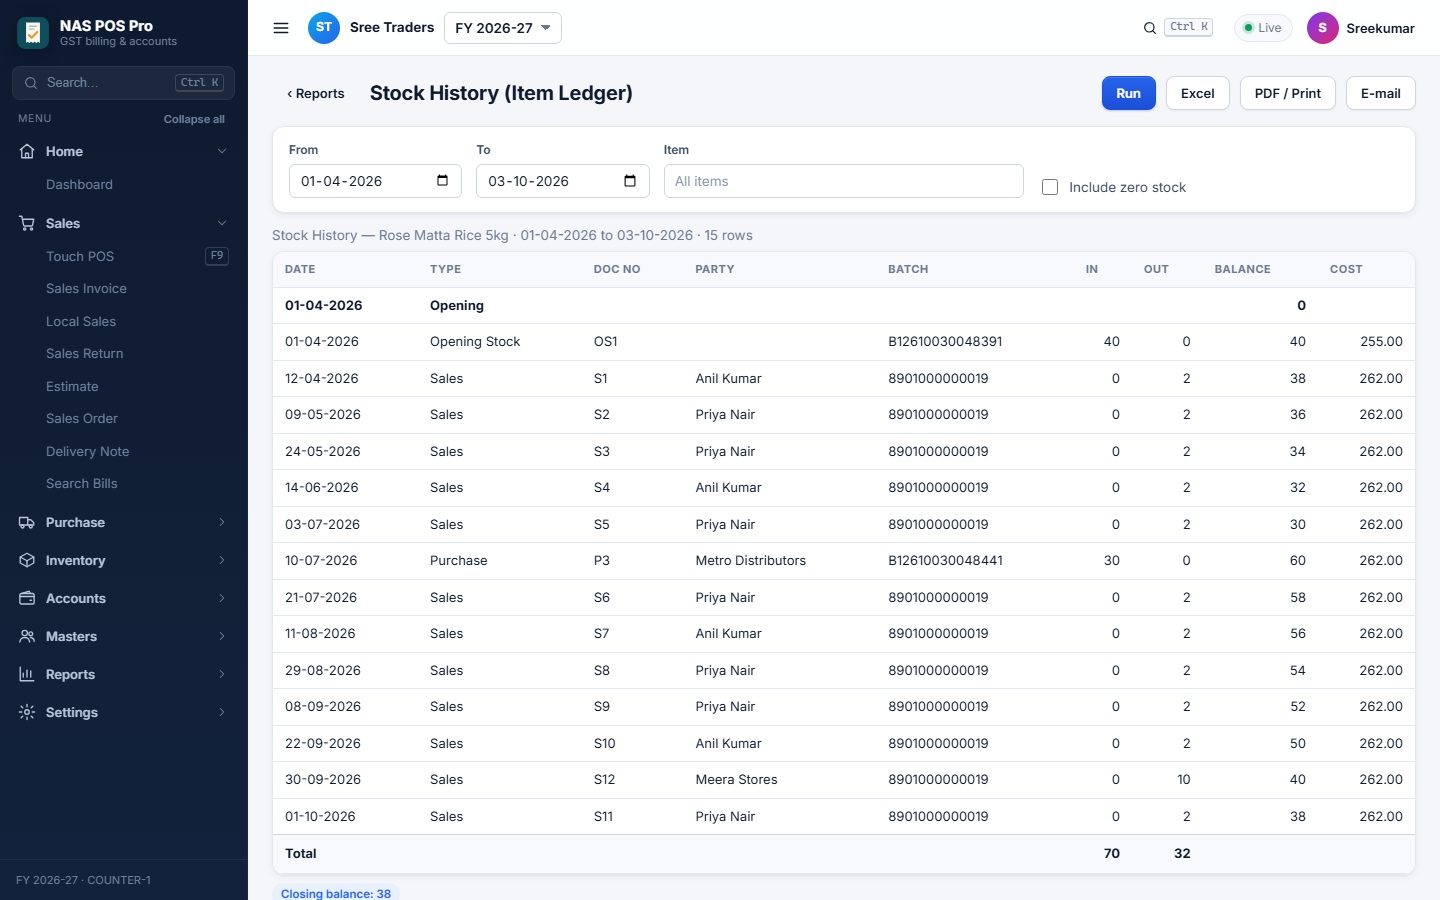 NAS POS Pro
GST billing & accounts
Search... Ctrl K
MENU Collapse all
Home
Dashboard
Sales
Touch POS F9
Sales Invoice
Local Sales
Sales Return
Estimate
Sales Order
Delivery Note
Search Bills
Purchase
Inventory
Accounts
Masters
Reports
Settings
FY 2026-27 · COUNTER-1
ST Sree Traders FY 2026-27 Ctrl K Live S Sreekumar
‹ Reports Stock History (Item Ledger) Run Excel PDF / Print E-mail
From To Item
01-04-2026 03-10-2026 All items Include zero stock
Stock History — Rose Matta Rice 5kg · 01-04-2026 to 03-10-2026 · 15 rows
DATE TYPE DOC NO PARTY BATCH IN OUT BALANCE COST
01-04-2026 Opening 0
01-04-2026 Opening Stock OS1 B12610030048391 40 0 40 255.00
12-04-2026 Sales S1 Anil Kumar 8901000000019 0 2 38 262.00
09-05-2026 Sales S2 Priya Nair 8901000000019 0 2 36 262.00
24-05-2026 Sales S3 Priya Nair 8901000000019 0 2 34 262.00
14-06-2026 Sales S4 Anil Kumar 8901000000019 0 2 32 262.00
03-07-2026 Sales S5 Priya Nair 8901000000019 0 2 30 262.00
10-07-2026 Purchase P3 Metro Distributors B12610030048441 30 0 60 262.00
21-07-2026 Sales S6 Priya Nair 8901000000019 0 2 58 262.00
11-08-2026 Sales S7 Anil Kumar 8901000000019 0 2 56 262.00
29-08-2026 Sales S8 Priya Nair 8901000000019 0 2 54 262.00
08-09-2026 Sales S9 Priya Nair 8901000000019 0 2 52 262.00
22-09-2026 Sales S10 Anil Kumar 8901000000019 0 2 50 262.00
30-09-2026 Sales S12 Meera Stores 8901000000019 0 10 40 262.00
01-10-2026 Sales S11 Priya Nair 8901000000019 0 2 38 262.00
Total 70 32
Closing balance: 38